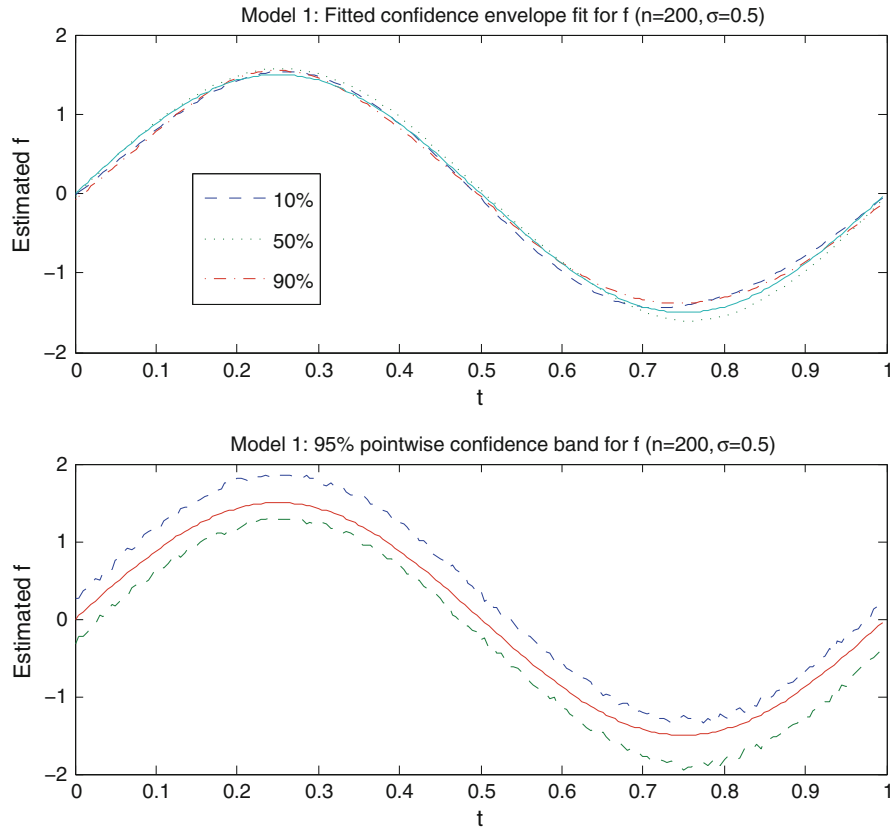 Model 1: Fitted confidence envelope fit for f (n=200, σ=0.5)
2
1
0
−1
−2
Estimated f
10%
50%
90%
0 0.1 0.2 0.3 0.4 0.5 0.6 0.7 0.8 0.9 1
t
Model 1: 95% pointwise confidence band for f (n=200, σ=0.5)
2
1
0
−1
−2
Estimated f
0 0.1 0.2 0.3 0.4 0.5 0.6 0.7 0.8 0.9 1
t